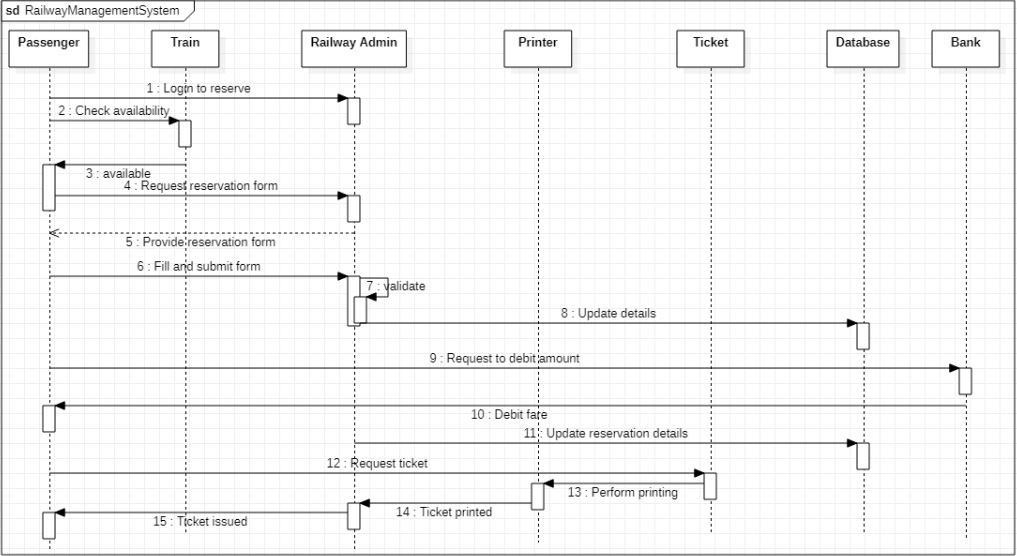 sd RailwayManagementSystem
Passenger
Train
Railway Admin
Printer
Ticket
Database
Bank
1 : Login to reserve
2 : Check availability
3 : available
4 : Request reservation form
5 : Provide reservation form
6 : Fill and submit form
7 : validate
8 : Update details
9 : Request to debit amount
10 : Debit fare
11 : Update reservation details
12 : Request ticket
13 : Perform printing
14 : Ticket printed
15 : Ticket issued